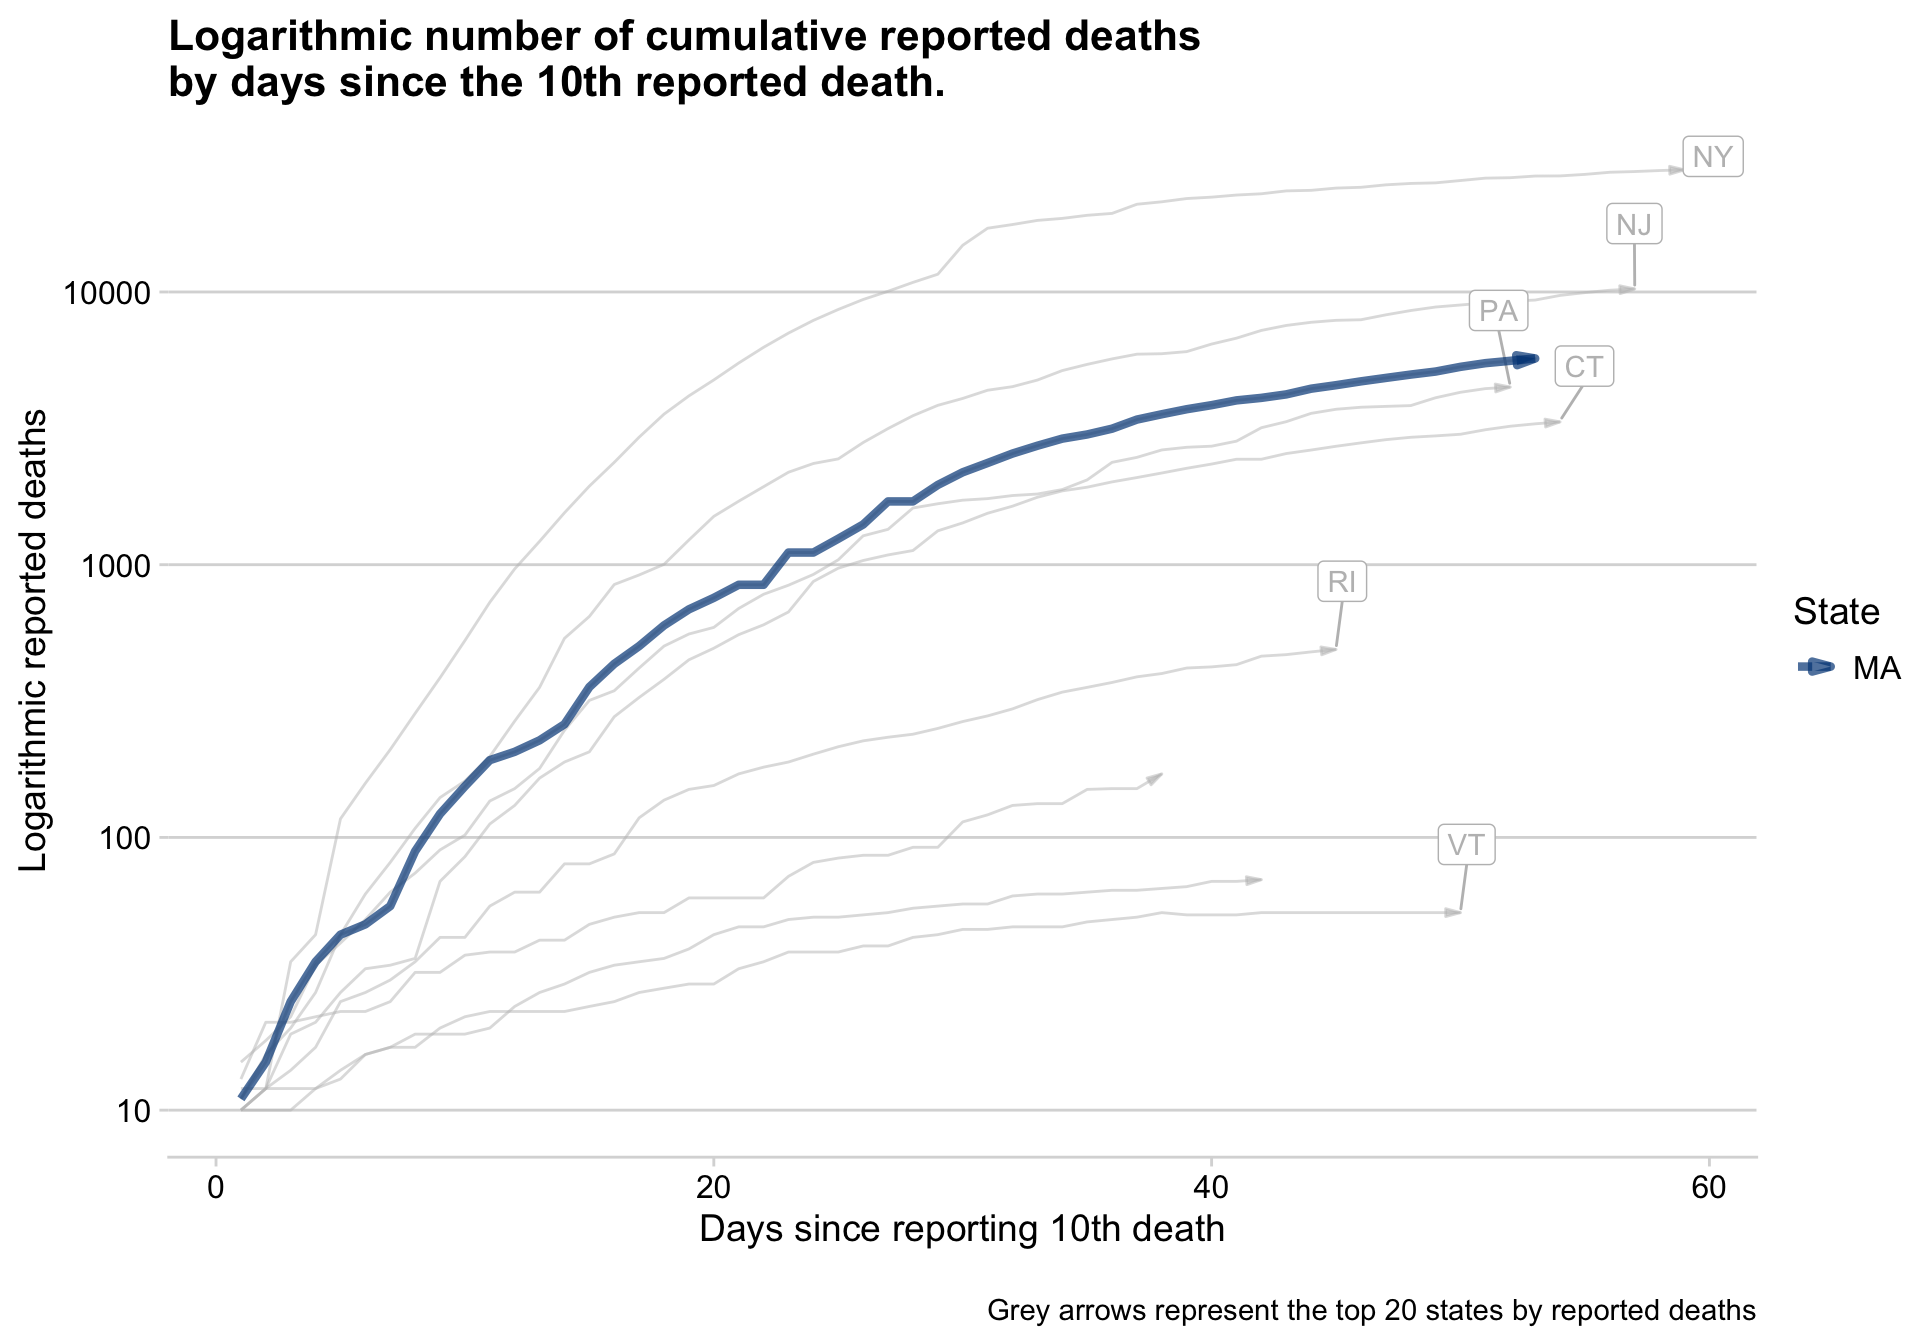 Logarithmic number of cumulative reported deaths
by days since the 10th reported death.
NY
NJ
10000
PA
CT
Logarithmic reported deaths
1000
RI
State
MA
100
VT
10
0 20 40 60
Days since reporting 10th death
Grey arrows represent the top 20 states by reported deaths